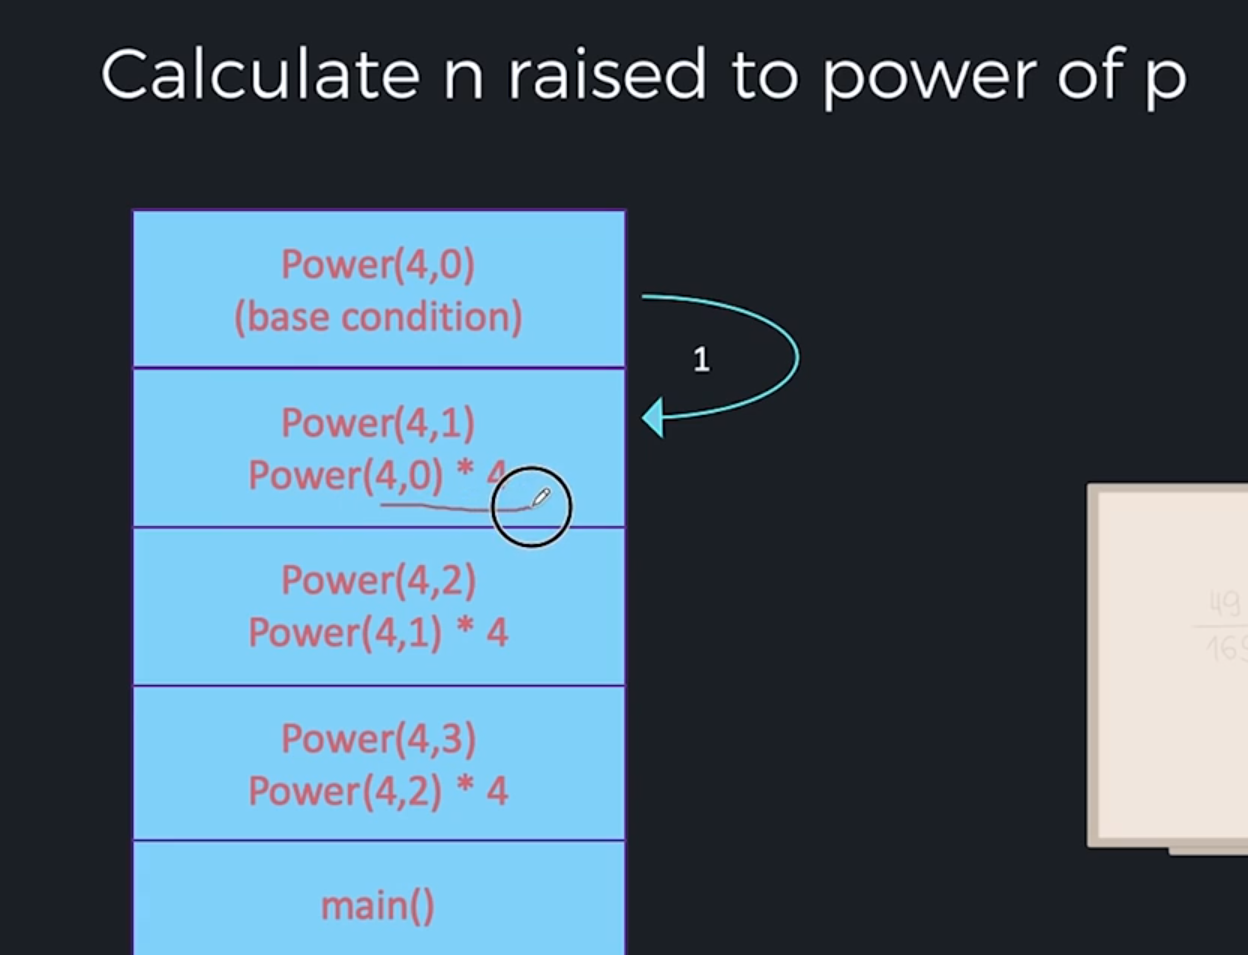 Calculate n raised to power of p
Power(4,0)
(base condition)
1
Power(4,1)
Power(4,0) * 4
Power(4,2)
Power(4,1) * 4
Power(4,3)
Power(4,2) * 4
main()
49